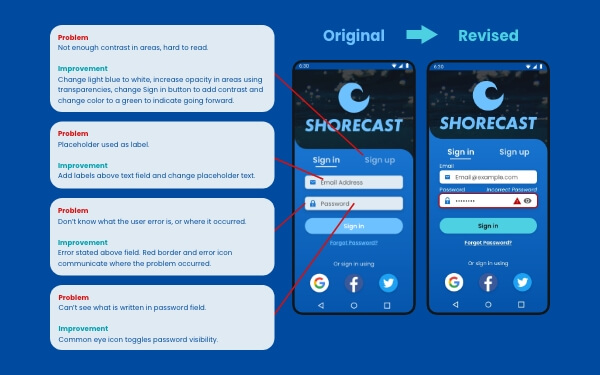 Problem
Not enough contrast in areas, hard to read.
Improvement
Change light blue to white, increase opacity in areas using
transparencies, change Sign in button to add contrast and
change color to a green to indicate going forward.
Problem
Placeholder used as label.
Improvement
Add labels above text field and change placeholder text.
Problem
Don't know what the user error is, or where it occurred.
Improvement
Error stated above field. Red border and error icon
communicate where the problem occurred.
Problem
Can't see what is written in password field.
Improvement
Common eye icon toggles password visibility.
Original
Revised
6:30
SHORECAST
Sign in
Sign up
Email Address
Password
Sign in
Forgot Password?
Or sign in using
G
f
6:30
SHORECAST
Sign in
Sign up
Email
Email@example.com
Password
Incorrect Password
Sign in
Forgot Password?
Or sign in using
G
f